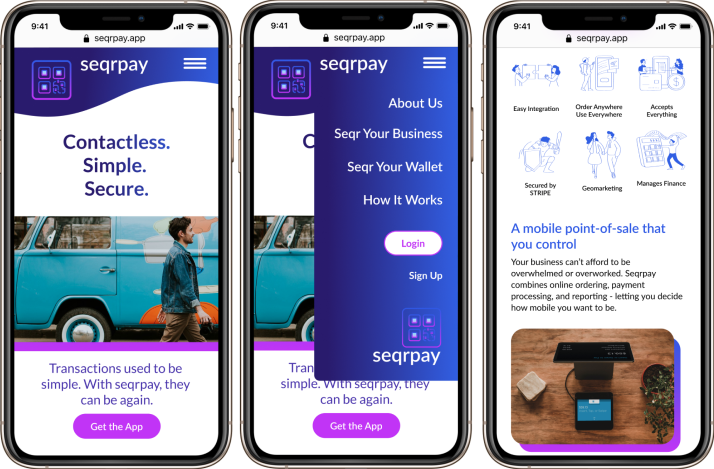 9:41
seqrpay.app
seqrpay
Contactless.
Simple.
Secure.
Transactions used to be
simple. With seqrpay, they
can be again.
Get the App
9:41
seqrpay.app
seqrpay
C
About Us
Seqr Your Business
Seqr Your Wallet
How It Works
Login
Sign Up
seqrpay
Tran
simple. With seqrpay, they
can be again.
Get the App
9:41
seqrpay.app
Easy Integration
Order Anywhere
Use Everywhere
Accepts
Everything
Secured by
STRIPE
Geomarketing
Manages Finance
A mobile point-of-sale that
you control
Your business can't afford to be
overwhelmed or overworked. Seqrpay
combines online ordering, payment
processing, and reporting - letting you decide
how mobile you want to be.